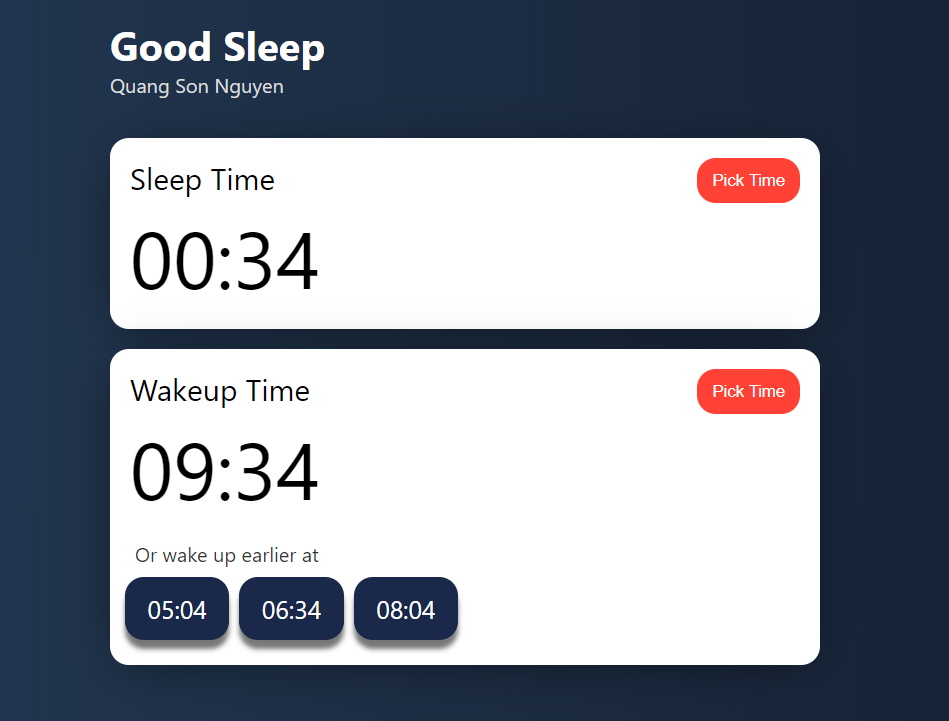 Good Sleep
Quang Son Nguyen
Sleep Time
Pick Time
00:34
Wakeup Time
Pick Time
09:34
Or wake up earlier at
05:04 06:34 08:04